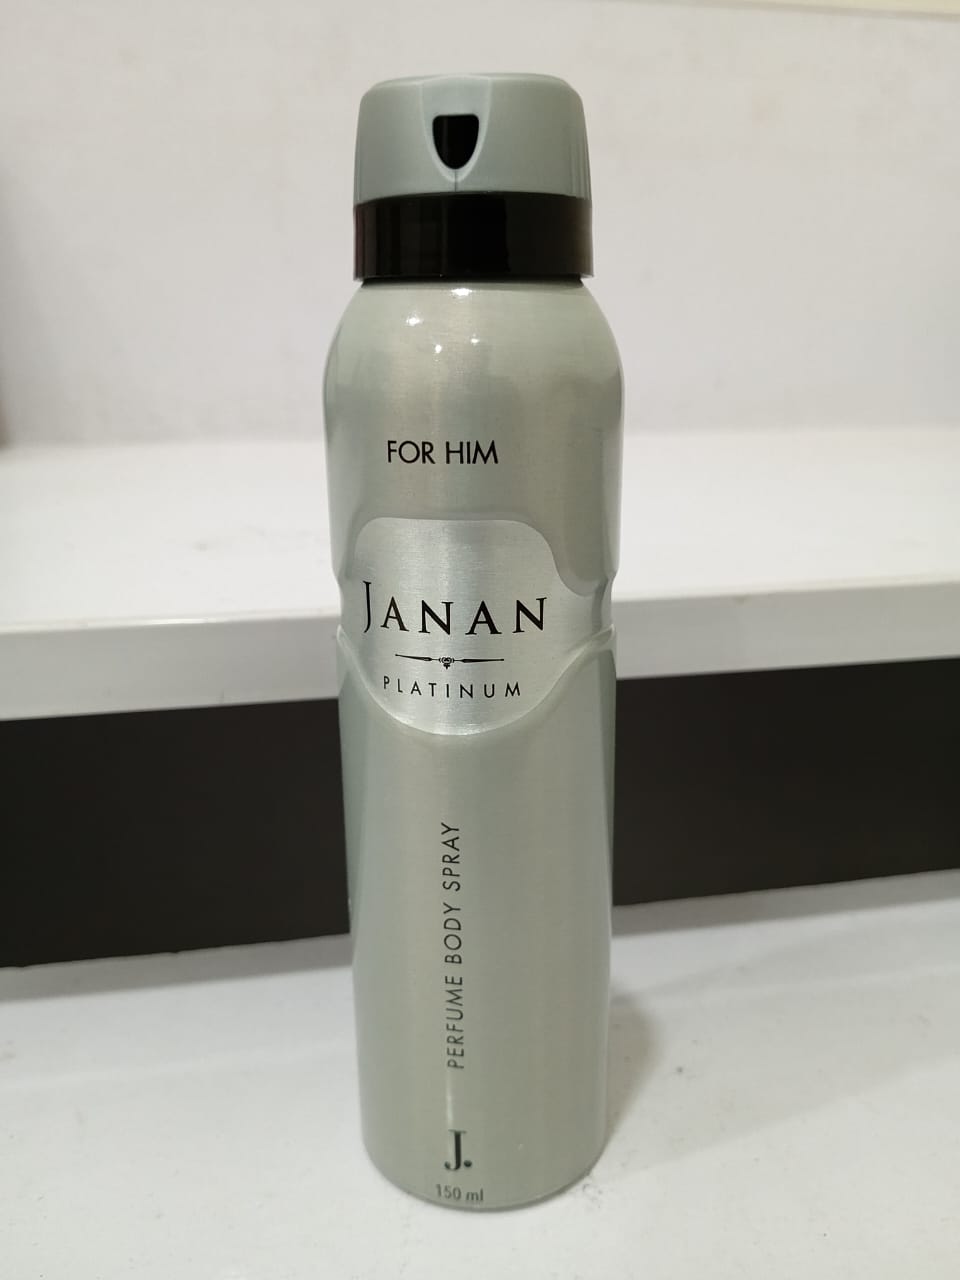 FOR HIM
JANAN
PLATINUM
PERFUME BODY SPRAY
J.
150 ml